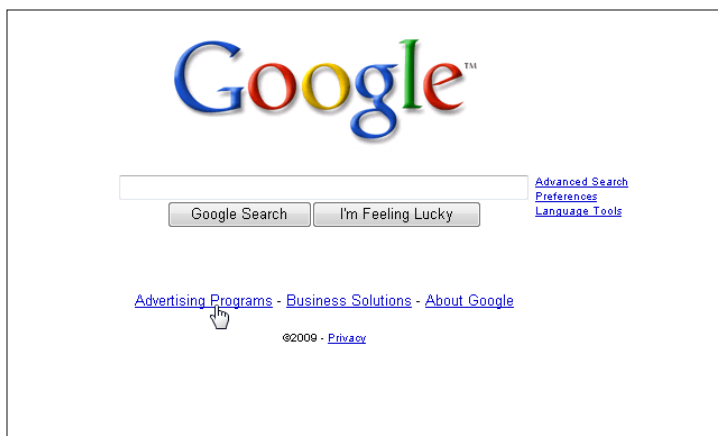 Google™
Advanced Search
Preferences
Language Tools
Google Search I'm Feeling Lucky
Advertising Programs - Business Solutions - About Google
©2009 - Privacy